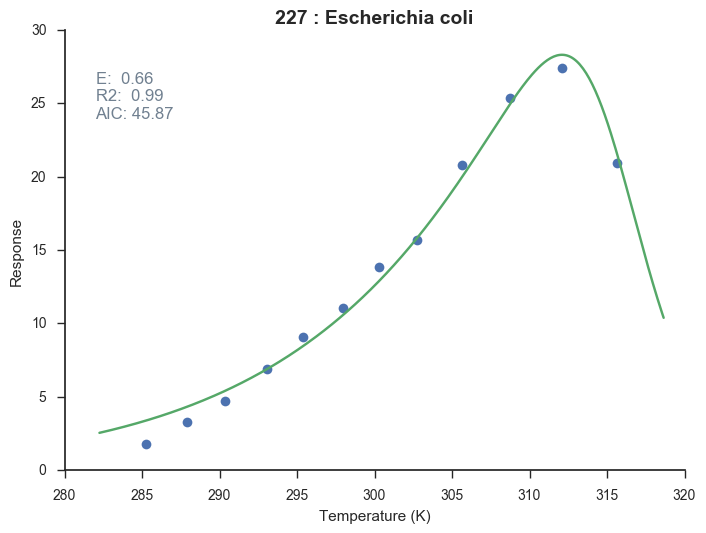 227 : Escherichia coli
E:  0.66
R2:  0.99
AIC: 45.87
Response
30
25
20
15
10
5
0
280 285 290 295 300 305 310 315 320
Temperature (K)